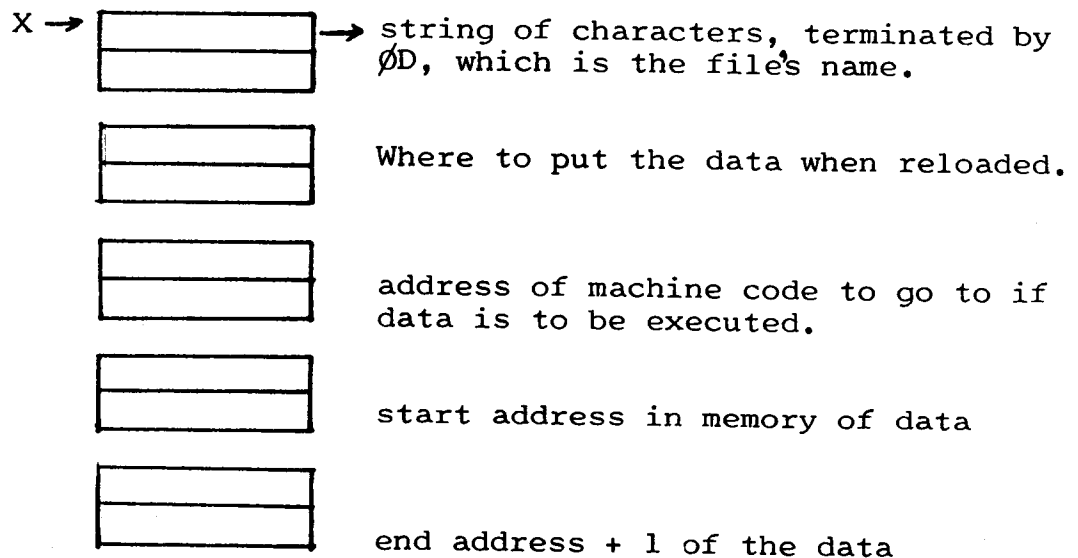 X → → string of characters, terminated by
ØD, which is the file's name.
Where to put the data when reloaded.
address of machine code to go to if
data is to be executed.
start address in memory of data
end address + 1 of the data